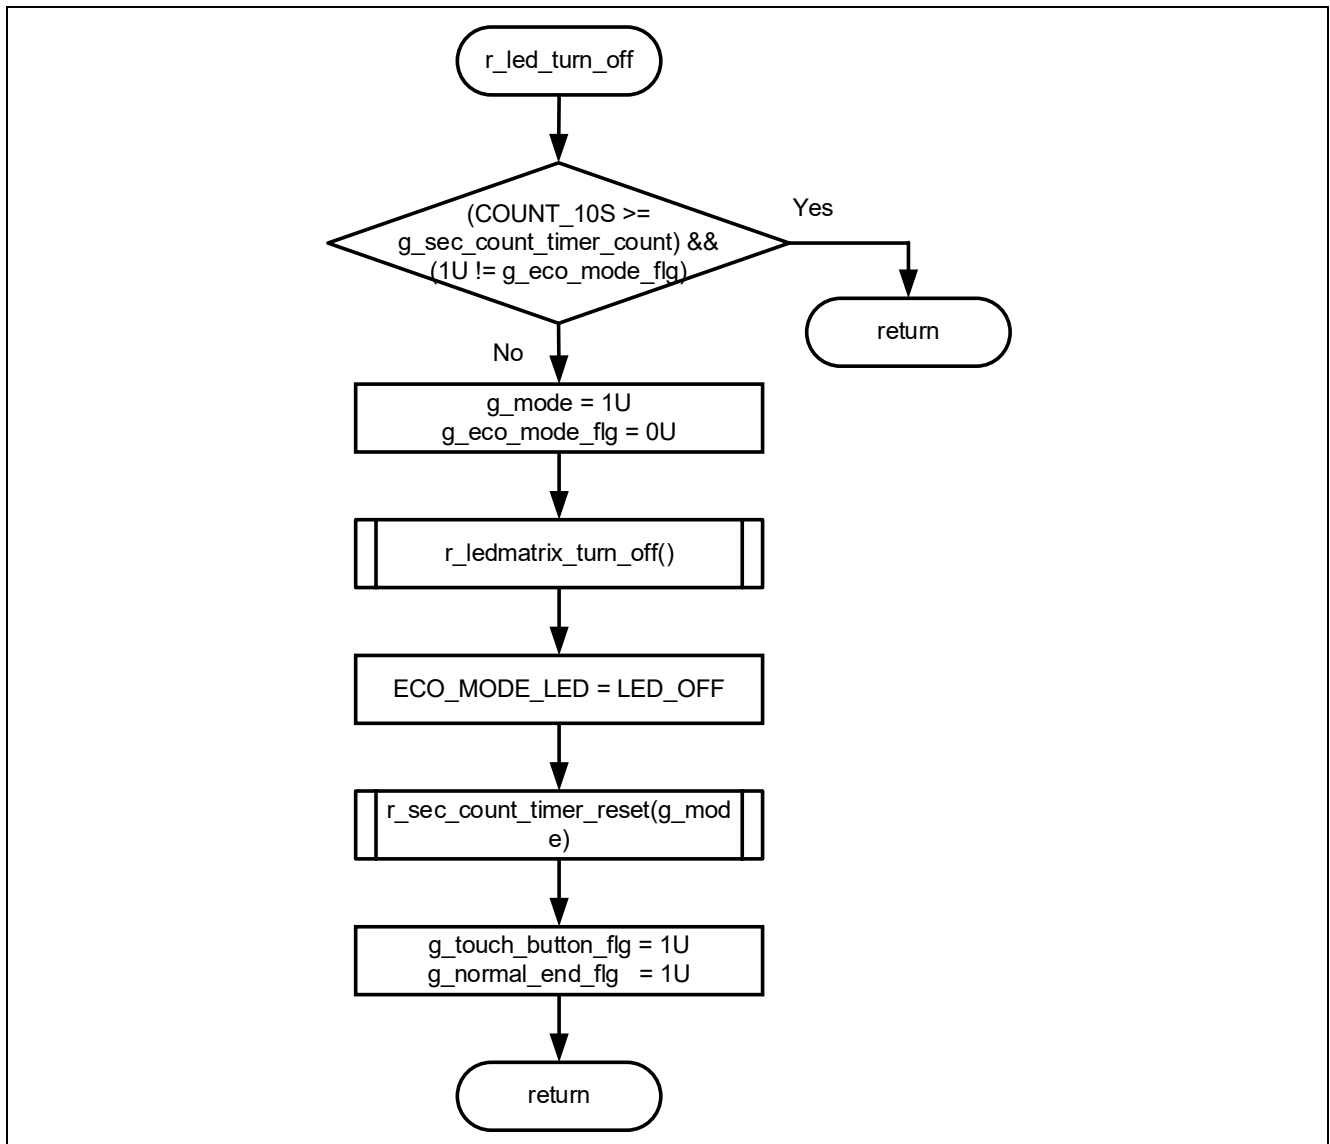 r_led_turn_off
(COUNT_10S >=
g_sec_count_timer_count) &&
(1U != g_eco_mode_flg)
Yes
return
No
g_mode = 1U
g_eco_mode_flg = 0U
r_ledmatrix_turn_off()
ECO_MODE_LED = LED_OFF
r_sec_count_timer_reset(g_mod
e)
g_touch_button_flg = 1U
g_normal_end_flg   = 1U
return